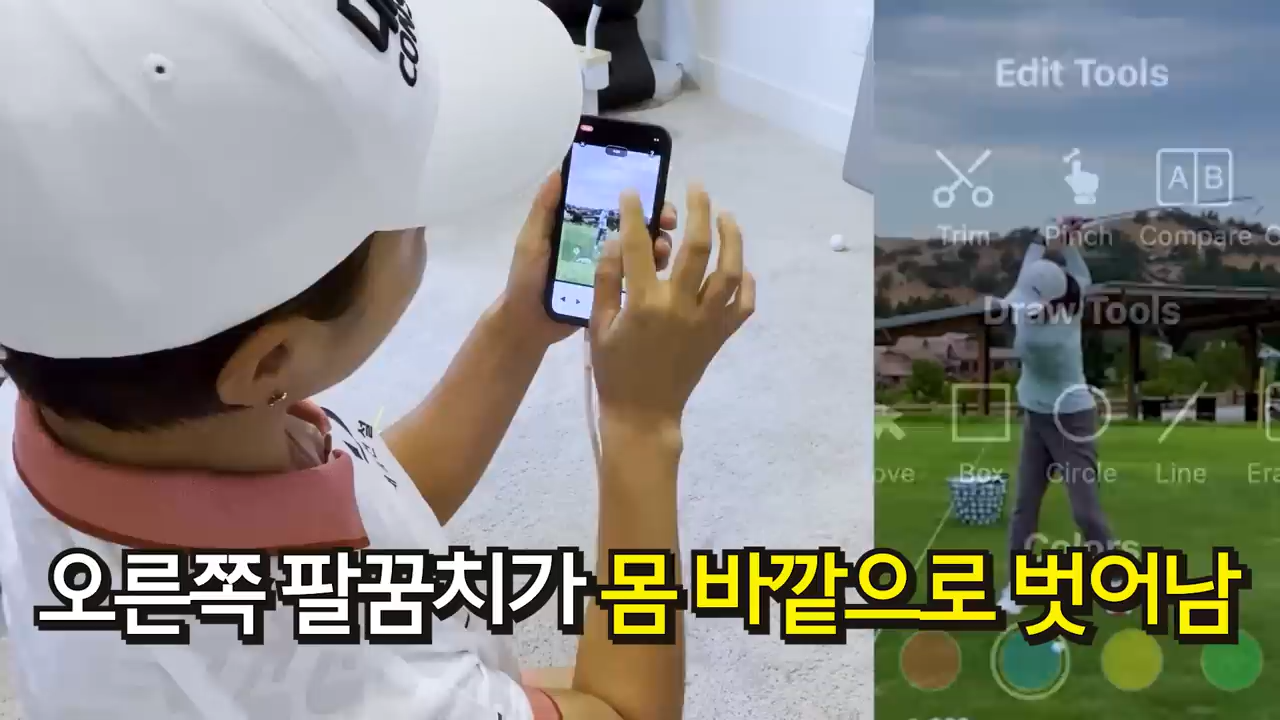 Edit Tools
Trim
Pinch
Compare
Draw Tools
Box
Circle
Line
Colors
오른쪽 팔꿈치가 몸 바깥으로 벗어남